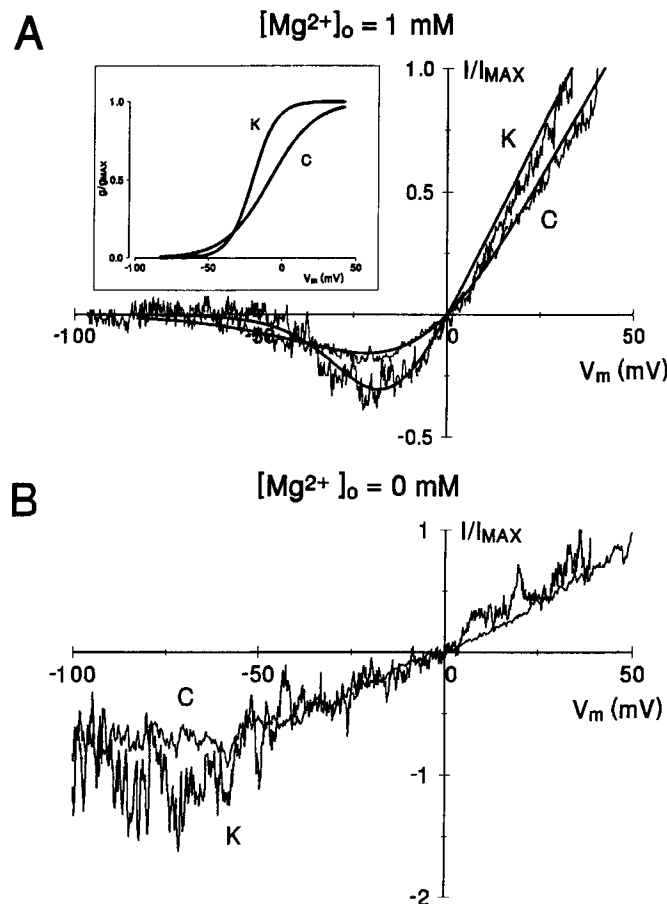 A
[Mg2+]o = 1 mM
1.0
I/IMAX
1.0
K
g/gMAX
0.5
C
0.0
-100
-50
0
50
Vm (mV)
K
0.5
C
-100
-50
0
50
Vm (mV)
-0.5
B
[Mg2+]o = 0 mM
1
I/IMAX
-100
-50
0
50
C
Vm (mV)
-1
K
-2